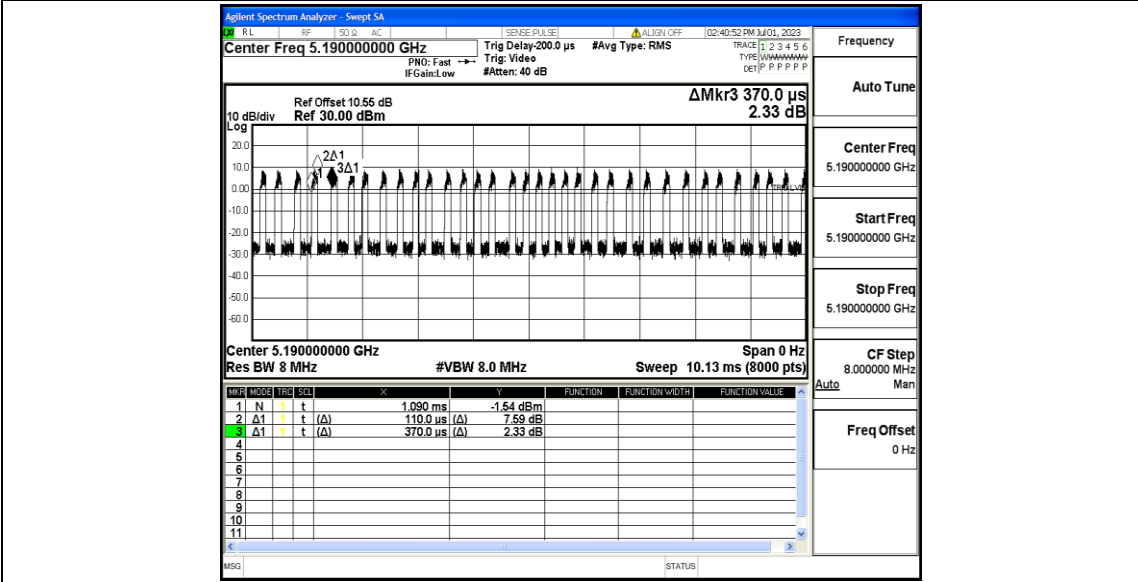 Agilent Spectrum Analyzer - Swept SA
RL RF 50 Ω AC SENSE:PULSE ALIGN OFF 02:40:52 PM Jul 01, 2023
Center Freq 5.190000000 GHz
PNO: Fast
IFGain:Low
Trig Delay-200.0 µs
Trig: Video
#Atten: 40 dB
#Avg Type: RMS
TRACE 1 2 3 4 5 6
TYPE WWWWWW
DET P P P P P P
Ref Offset 10.55 dB
10 dB/div Ref 30.00 dBm
Log
ΔMkr3 370.0 µs
2.33 dB
20.0
10.0
0.00
-10.0
-20.0
-30.0
-40.0
-50.0
-60.0
2Δ1
3Δ1
1
TRIG LVL
Center 5.190000000 GHz Span 0 Hz
Res BW 8 MHz #VBW 8.0 MHz Sweep 10.13 ms (8000 pts)
MKR MODE TRC SCL X Y FUNCTION FUNCTION WIDTH FUNCTION VALUE
1 N t 1.090 ms -1.54 dBm
2 Δ1 t (Δ) 110.0 µs (Δ) 7.59 dB
3 Δ1 t (Δ) 370.0 µs (Δ) 2.33 dB
4
5
6
7
8
9
10
11
MSG STATUS
Frequency
Auto Tune
Center Freq
5.190000000 GHz
Start Freq
5.190000000 GHz
Stop Freq
5.190000000 GHz
CF Step
8.000000 MHz
Auto Man
Freq Offset
0 Hz